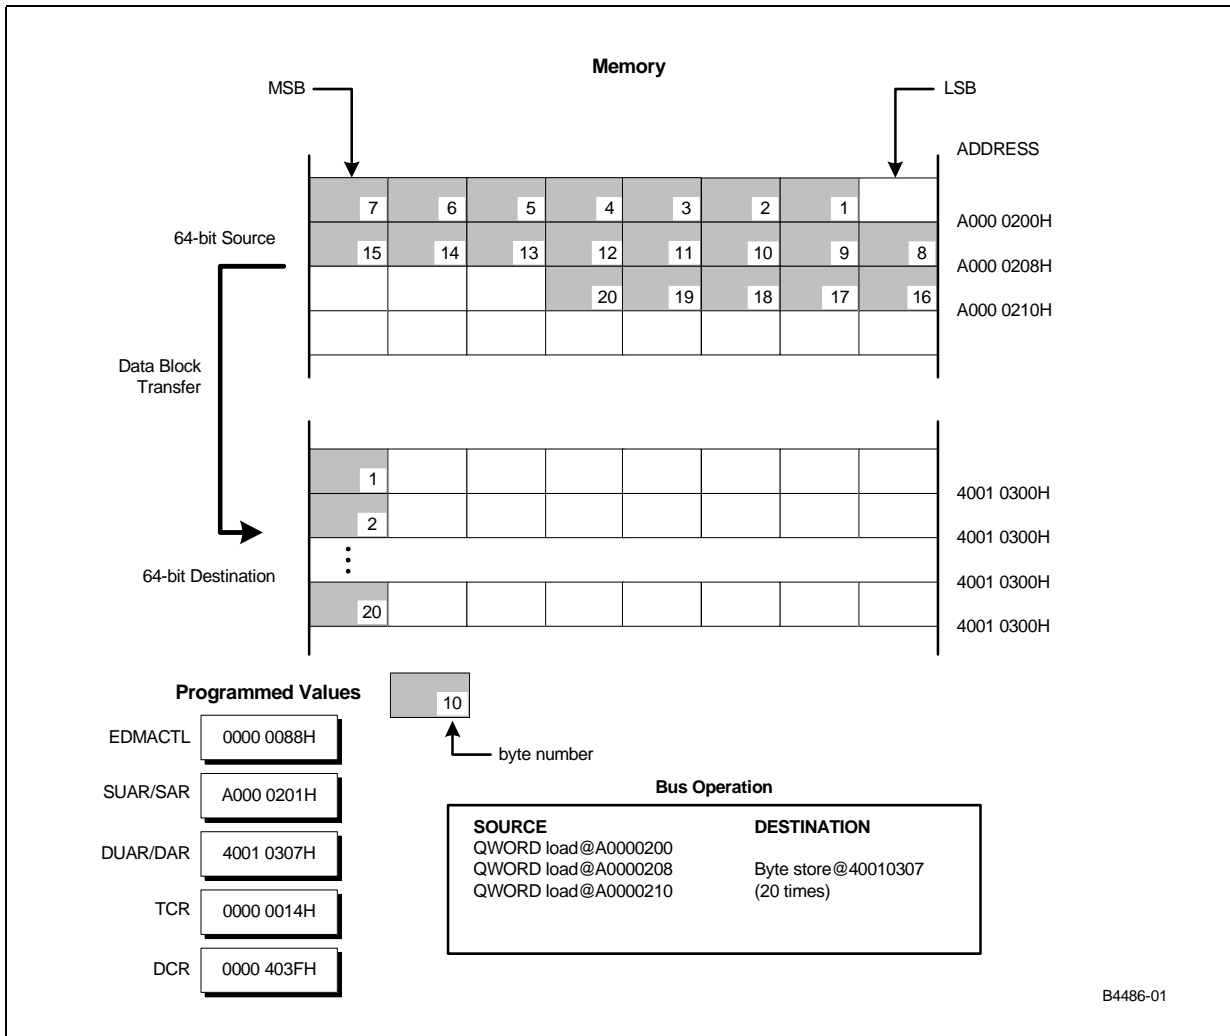 Memory
MSB
LSB
ADDRESS
7 6 5 4 3 2 1
A000 0200H
64-bit Source
15 14 13 12 11 10 9 8
A000 0208H
20 19 18 17 16
A000 0210H
Data Block
Transfer
1
4001 0300H
2
4001 0300H
64-bit Destination
4001 0300H
20
4001 0300H
Programmed Values
10
byte number
EDMACTL 0000 0088H
SUAR/SAR A000 0201H
DUAR/DAR 4001 0307H
TCR 0000 0014H
DCR 0000 403FH
Bus Operation
SOURCE DESTINATION
QWORD load@A0000200
QWORD load@A0000208 Byte store@40010307
QWORD load@A0000210 (20 times)
B4486-01